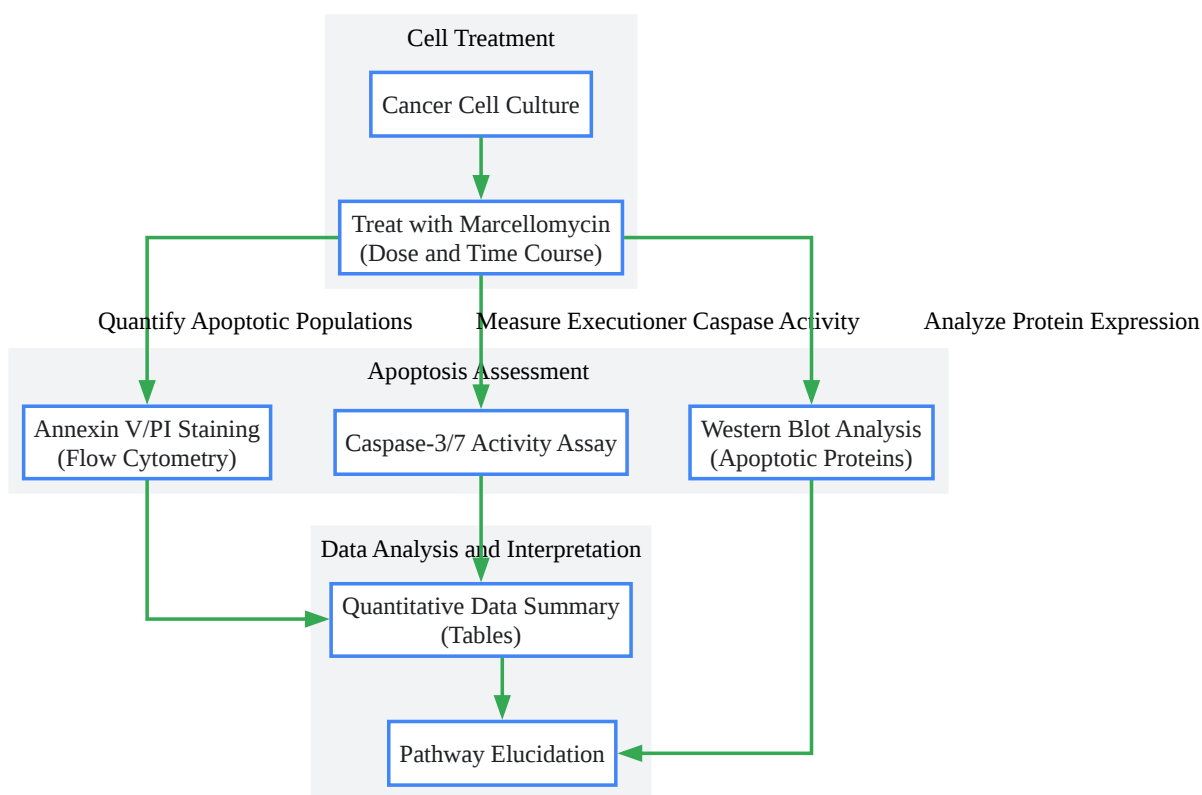 Cell Treatment
Cancer Cell Culture
Treat with Marcellomycin
(Dose and Time Course)
Quantify Apoptotic Populations
Measure Executioner Caspase Activity
Analyze Protein Expression
Apoptosis Assessment
Annexin V/PI Staining
(Flow Cytometry)
Caspase-3/7 Activity Assay
Western Blot Analysis
(Apoptotic Proteins)
Data Analysis and Interpretation
Quantitative Data Summary
(Tables)
Pathway Elucidation